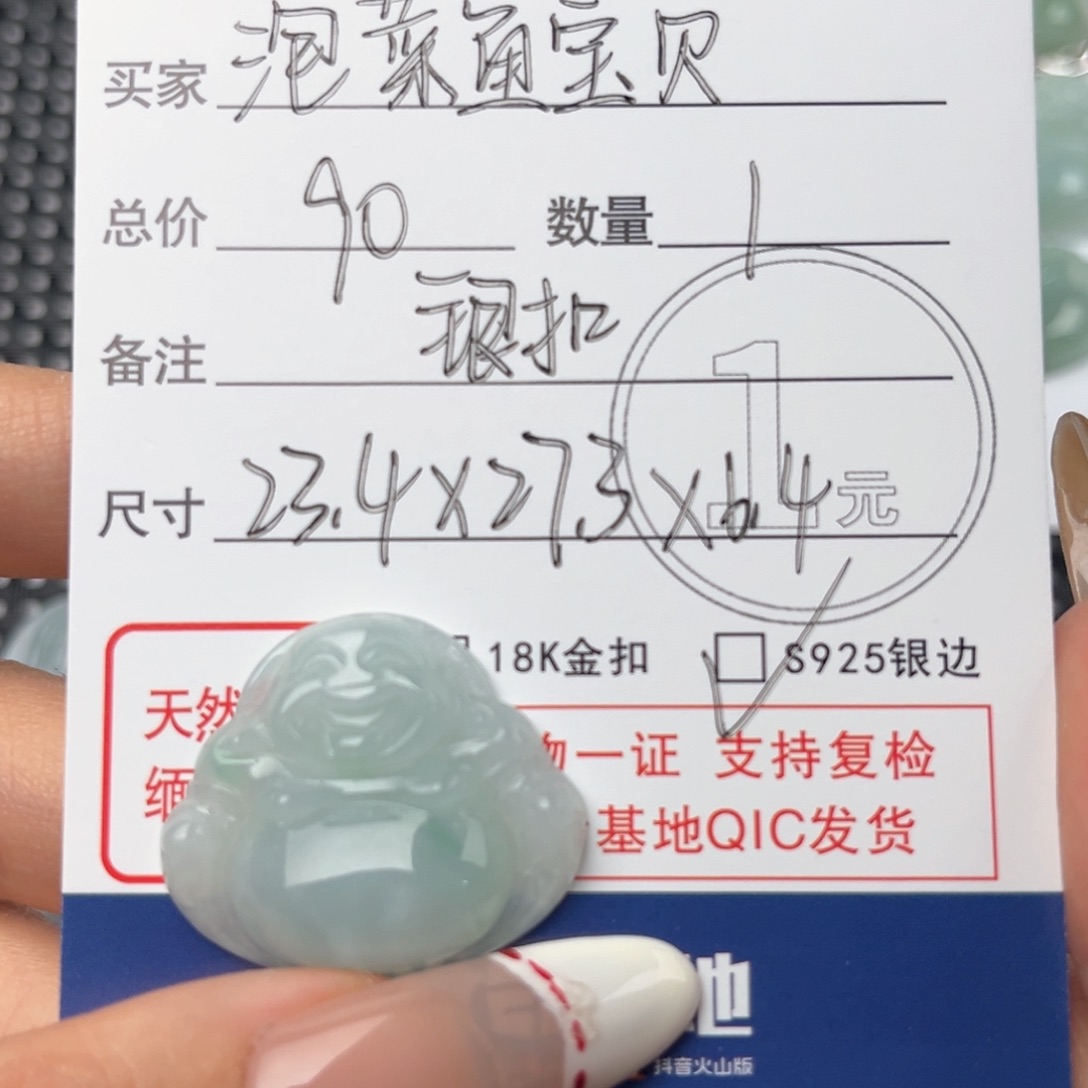 买家 泡菜鱼宝贝
总价 90 数量 1
备注 银扣
1元
尺寸 23.4X27.3X6.4
18K金扣 S925银边
天然 物一证 支持复检
缅 基地QIC发货
地
抖音火山版